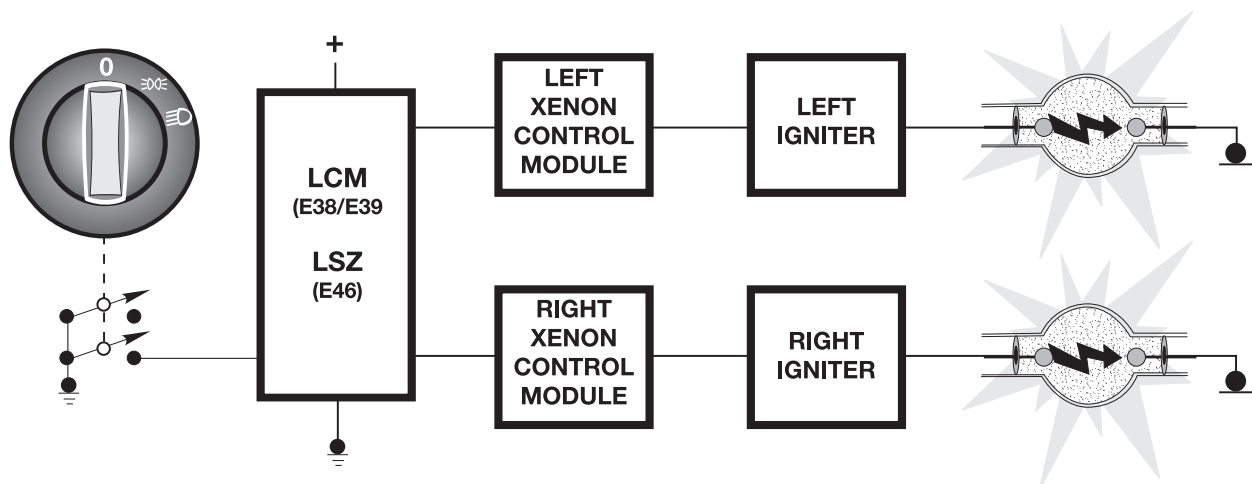 0
+
LCM
(E38/E39
LSZ
(E46)
LEFT
XENON
CONTROL
MODULE
LEFT
IGNITER
RIGHT
XENON
CONTROL
MODULE
RIGHT
IGNITER